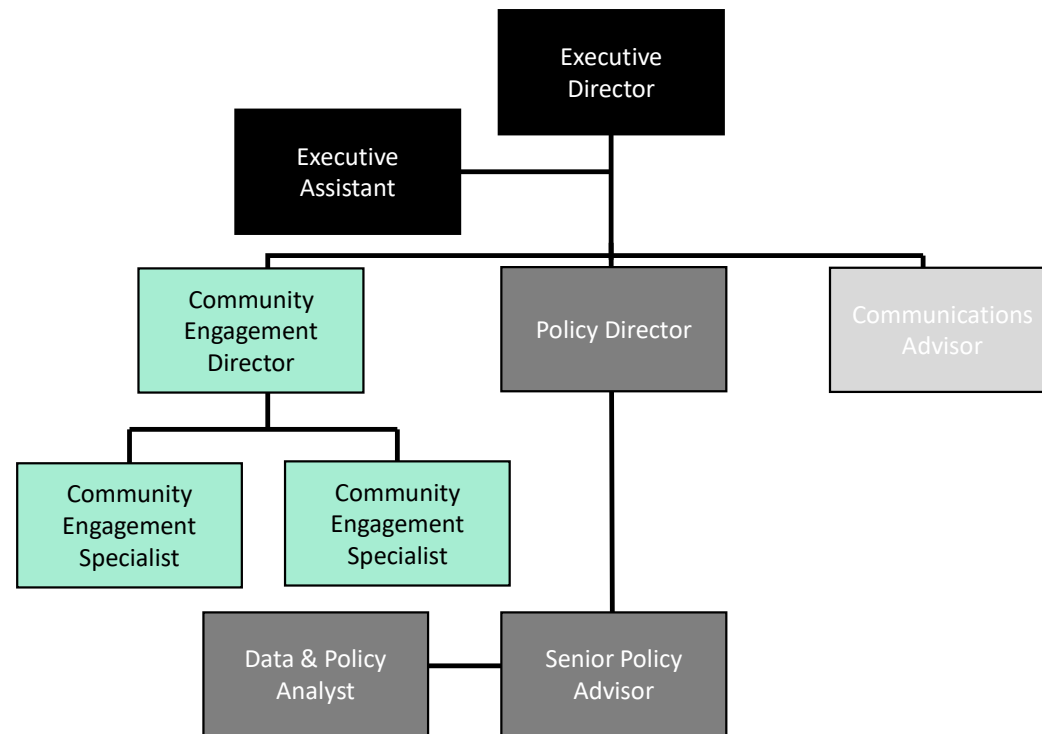 Executive
Director
Executive
Assistant
Community
Engagement
Director
Policy Director
Communications
Advisor
Community
Engagement
Specialist
Community
Engagement
Specialist
Data & Policy
Analyst
Senior Policy
Advisor